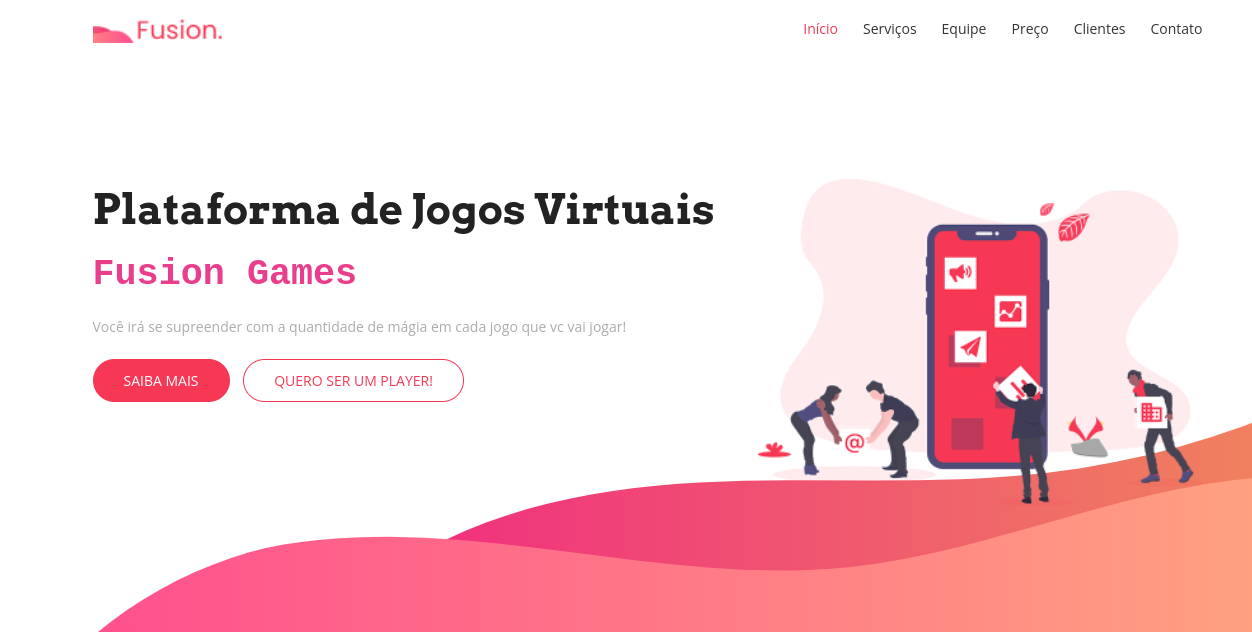 Fusion.
Início Serviços Equipe Preço Clientes Contato
Plataforma de Jogos Virtuais
Fusion Games
Você irá se supreender com a quantidade de mágia em cada jogo que vc vai jogar!
SAIBA MAIS QUERO SER UM PLAYER!
@